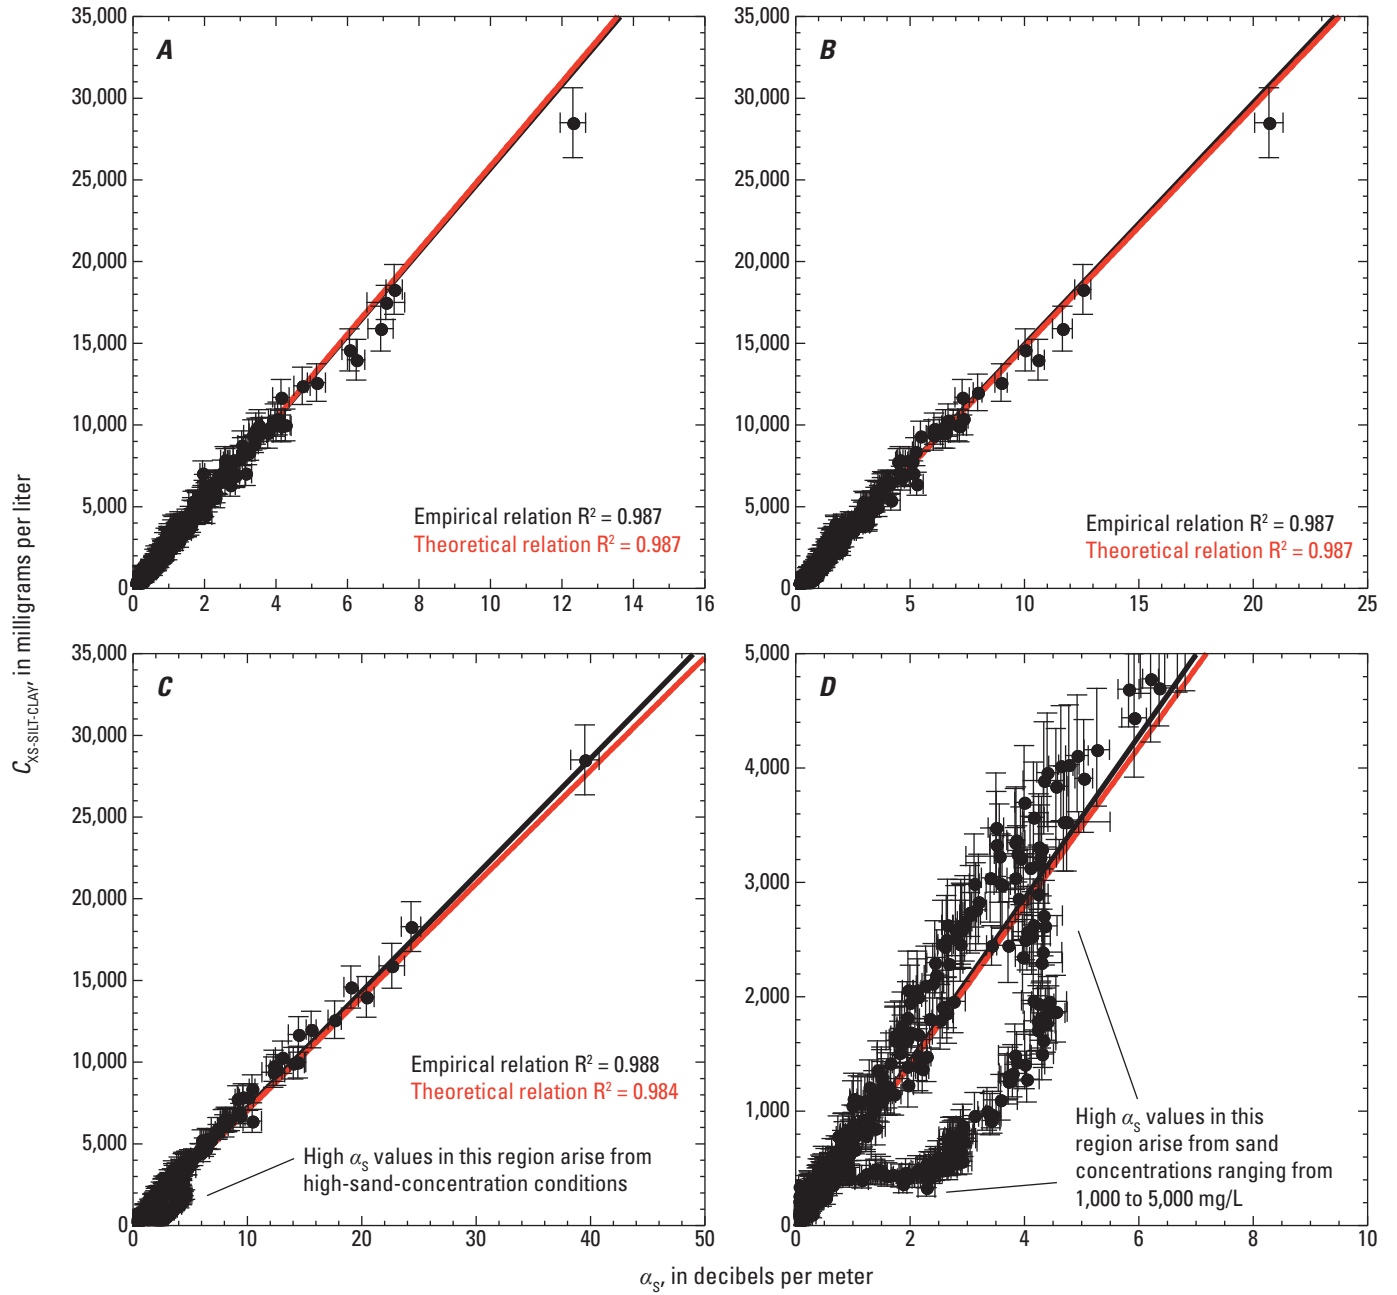 A
35,000
30,000
25,000
20,000
15,000
10,000
5,000
0
0 2 4 6 8 10 12 14 16
Empirical relation R² = 0.987
Theoretical relation R² = 0.987
B
35,000
30,000
25,000
20,000
15,000
10,000
5,000
0
0 5 10 15 20 25
Empirical relation R² = 0.987
Theoretical relation R² = 0.987
C_XS-SILT-CLAY, in milligrams per liter
C
35,000
30,000
25,000
20,000
15,000
10,000
5,000
0
0 10 20 30 40 50
Empirical relation R² = 0.988
Theoretical relation R² = 0.984
High α_S values in this region arise from
high-sand-concentration conditions
D
5,000
4,000
3,000
2,000
1,000
0
0 2 4 6 8 10
High α_S values in this
region arise from sand
concentrations ranging from
1,000 to 5,000 mg/L
α_S, in decibels per meter